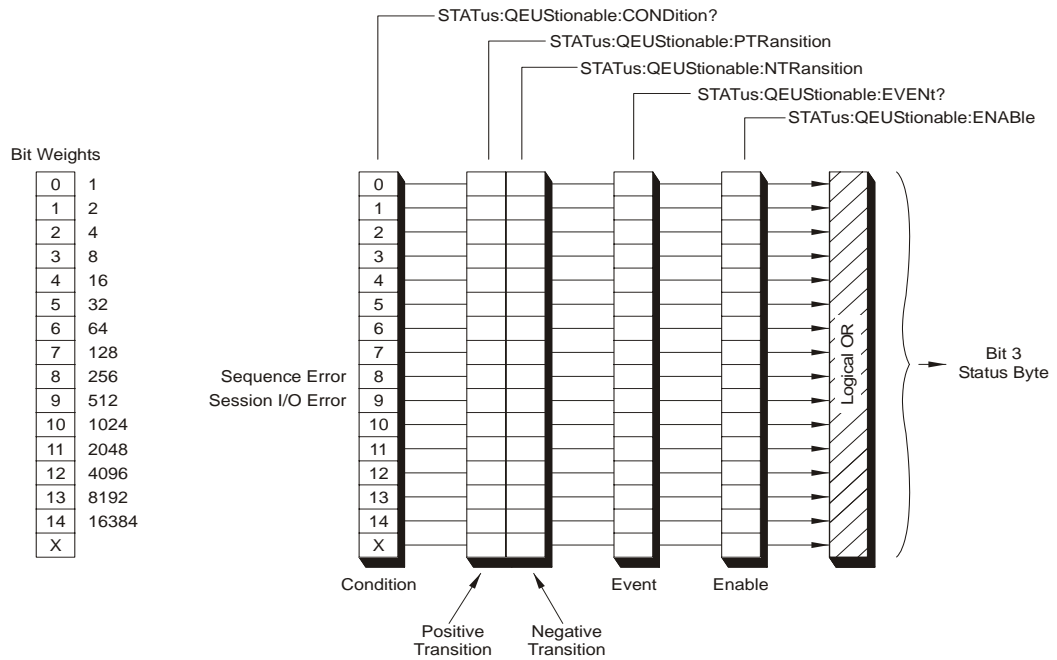 STATus:QEUStionable:CONDition?
STATus:QEUStionable:PTRansition
STATus:QEUStionable:NTRansition
STATus:QEUStionable:EVENt?
STATus:QEUStionable:ENABle
Bit Weights
0 1 0
1 2 1
2 4 2
3 8 3
4 16 4
5 32 5
6 64 6
7 128 7
8 256 Sequence Error 8
9 512 Session I/O Error 9
10 1024 10
11 2048 11
12 4096 12
13 8192 13
14 16384 14
X X
Logical OR
Bit 3
Status Byte
Condition
Event
Enable
Positive
Transition
Negative
Transition